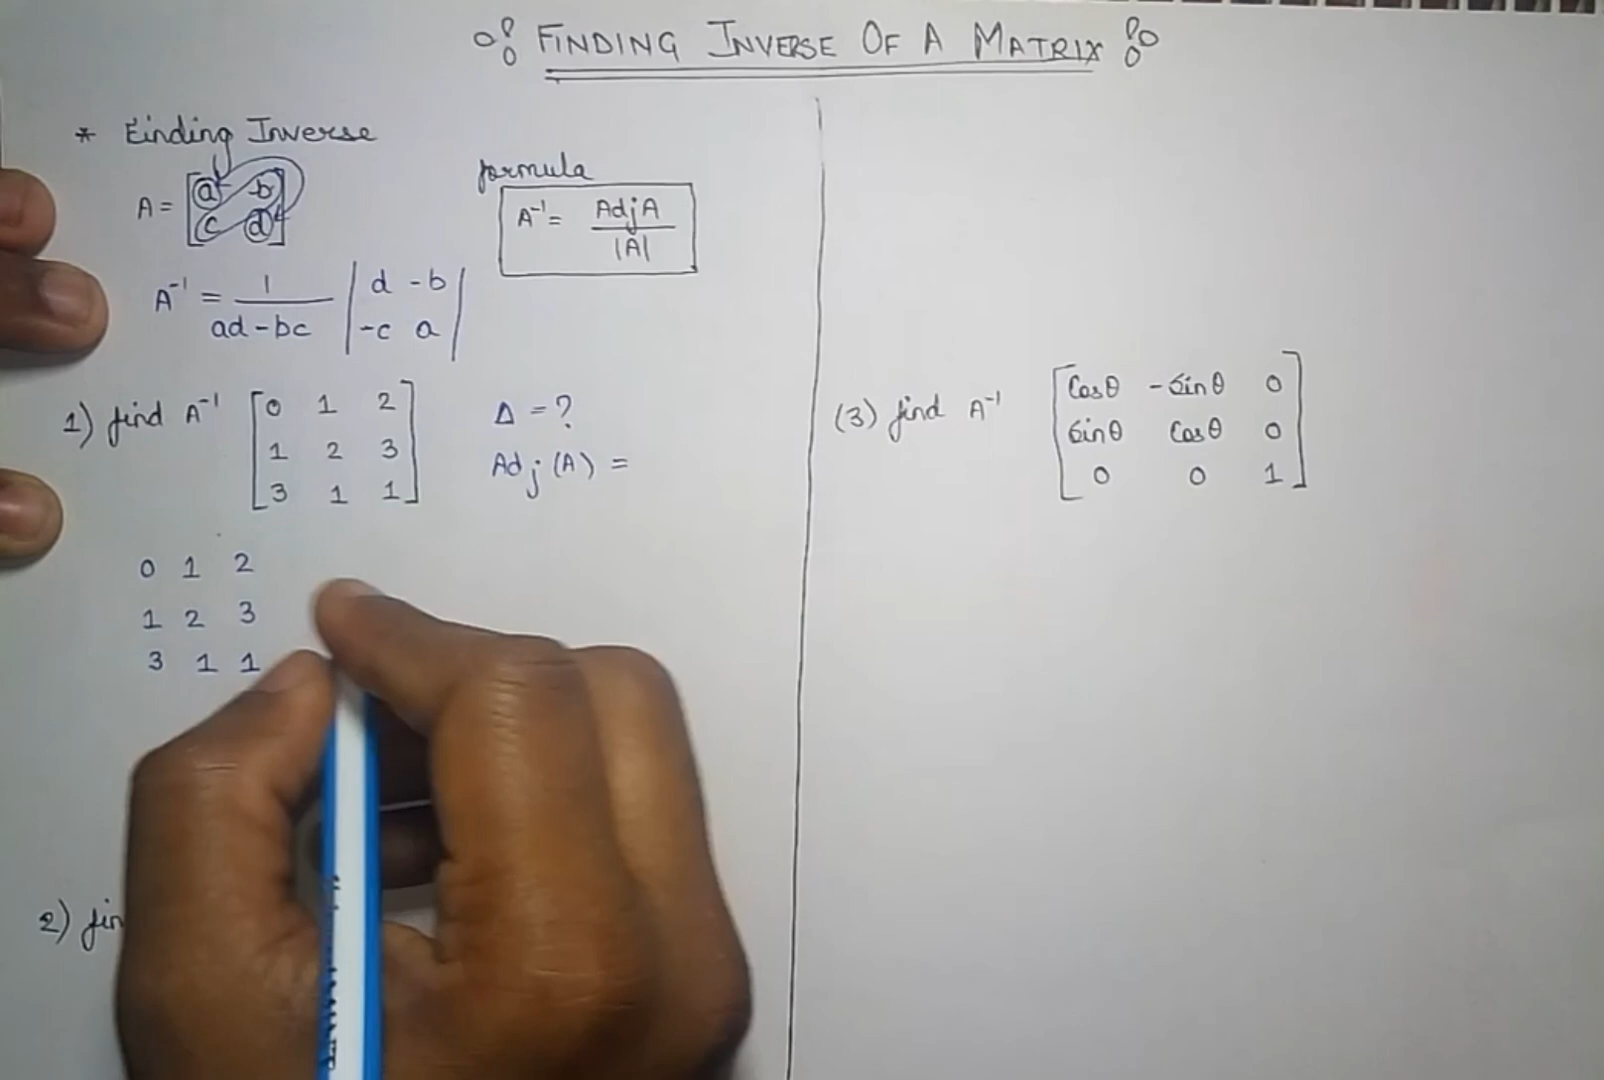 FINDING INVERSE OF A MATRIX
* Finding Inverse
A = [a b
c d]
formula
A⁻¹ = AdjA
|A|
A⁻¹ = 1
ad-bc
| d -b
-c a |
1) find A⁻¹ [0 1 2
1 2 3
3 1 1]
Δ = ?
Adj(A) =
0 1 2
1 2 3
3 1 1
2)
(3) find A⁻¹ [Cosθ -Sinθ 0
Sinθ Cosθ 0
0 0 1]